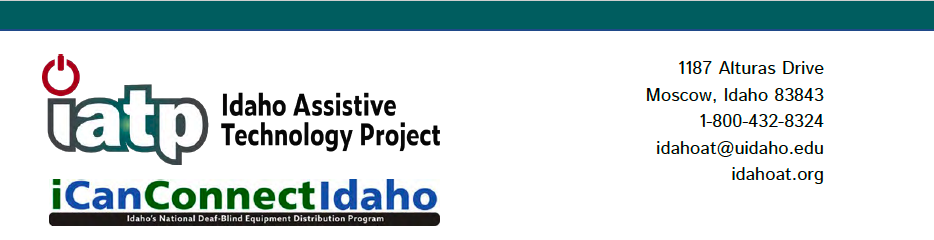 iatp
Idaho Assistive
Technology Project
iCanConnectIdaho
Idaho's National Deaf-Blind Equipment Distribution Program
1187 Alturas Drive
Moscow, Idaho 83843
1-800-432-8324
idahoat@uidaho.edu
idahoat.org